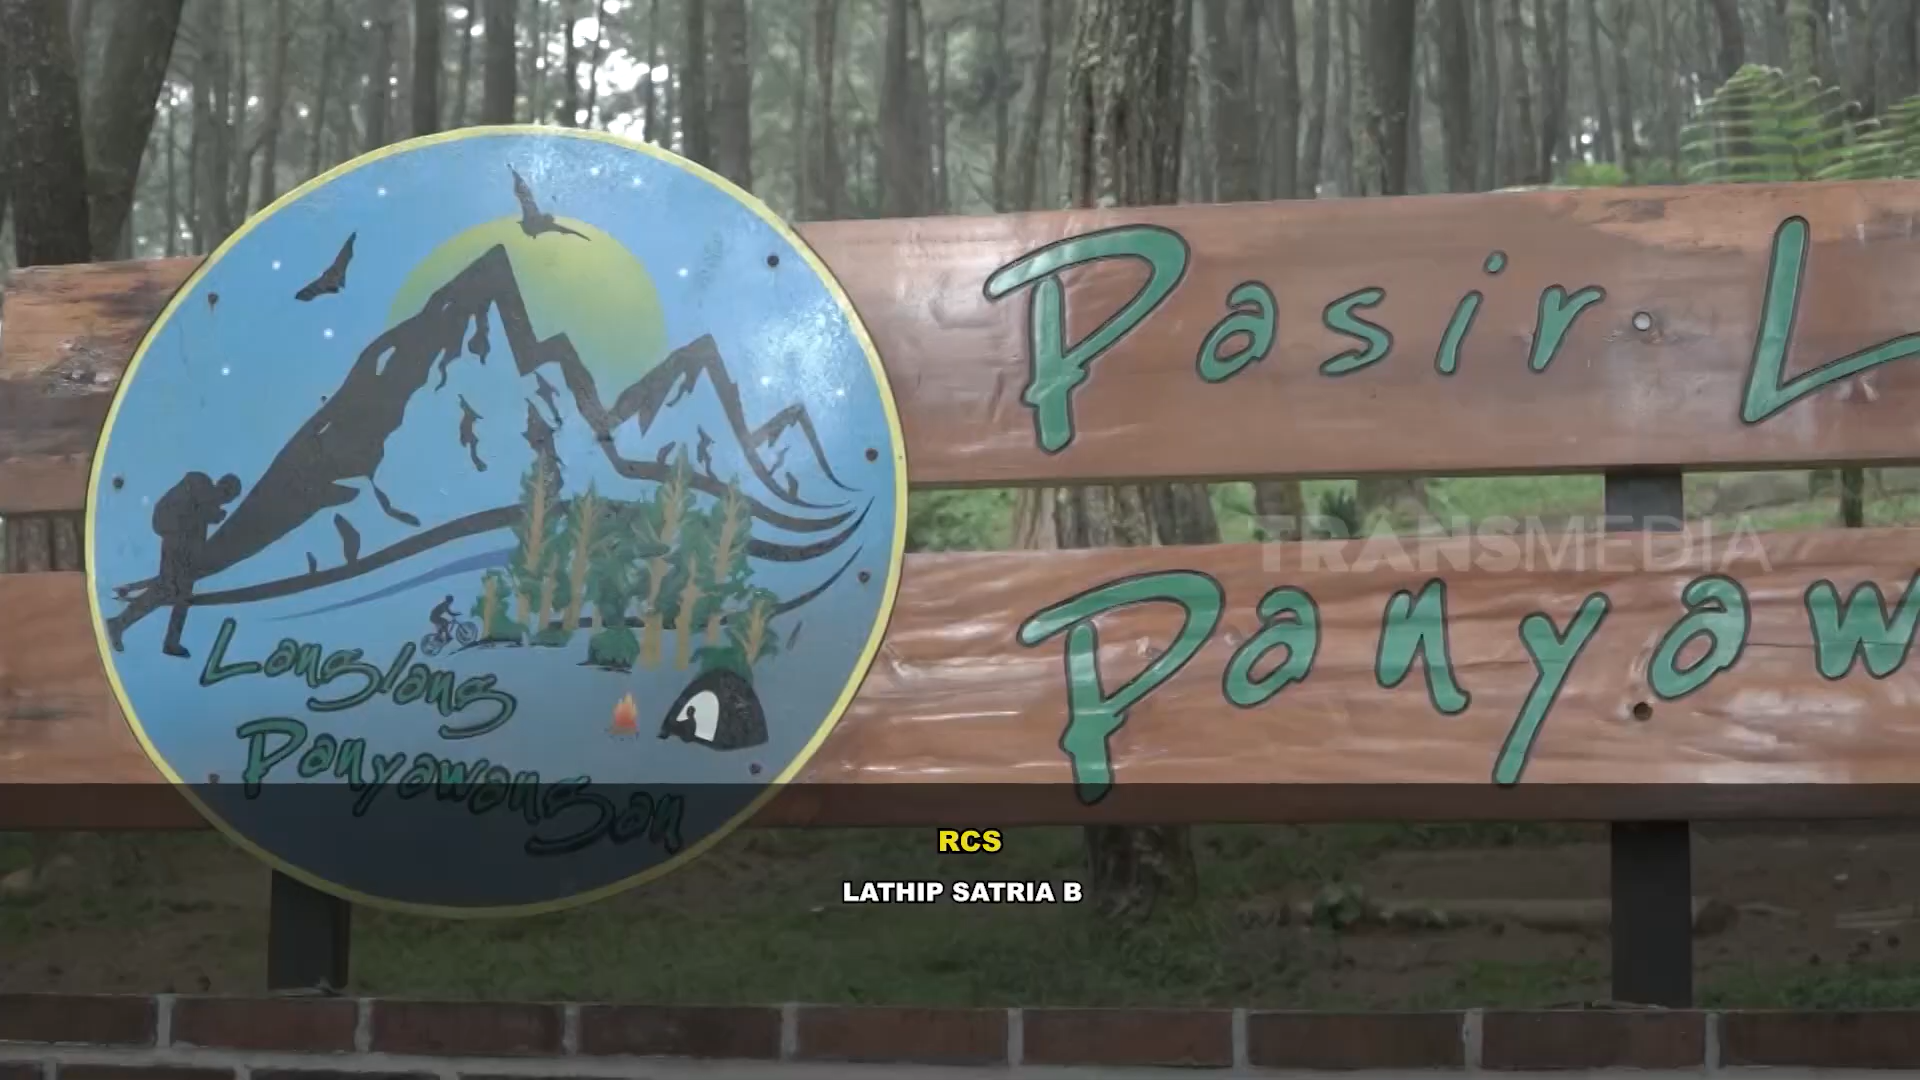 Pasir L
Panyaw
Langlang
Panyawangan
TRANSMEDIA
RCS
LATHIP SATRIA B